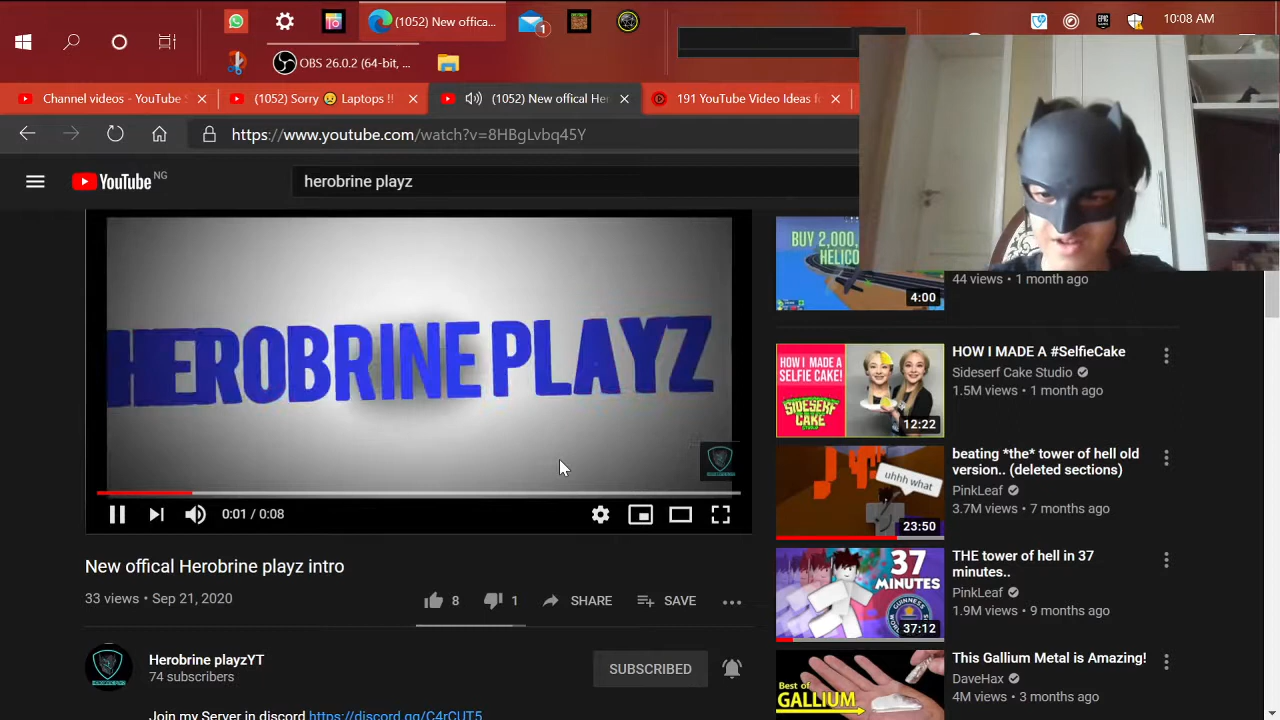 (1052) New offica...
1
10:08 AM
OBS 26.0.2 (64-bit, ...
Channel videos - YouTube S
(1052) Sorry 😥 Laptops !!
(1052) New offical He
191 YouTube Video Ideas fo
https://www.youtube.com/watch?v=8HBgLvbq45Y
YouTube NG
herobrine playz
HEROBRINE PLAYZ
0:01 / 0:08
New offical Herobrine playz intro
33 views • Sep 21, 2020
8
1
SHARE
SAVE
Herobrine playzYT
74 subscribers
SUBSCRIBED
Join my Server in discord https://discord.gg/C4rCUT5
BUY 2,000,
HELICO
4:00
44 views • 1 month ago
HOW I MADE A
SELFIE CAKE!
SIDESERF
CAKE
12:22
HOW I MADE A #SelfieCake
Sideserf Cake Studio
1.5M views • 1 month ago
uhhh what
23:50
beating *the* tower of hell old
version.. (deleted sections)
PinkLeaf
3.7M views • 7 months ago
37
MINUTES
37:12
THE tower of hell in 37
minutes..
PinkLeaf
1.9M views • 9 months ago
Best of
GALLIUM
This Gallium Metal is Amazing!
DaveHax
4M views • 3 months ago